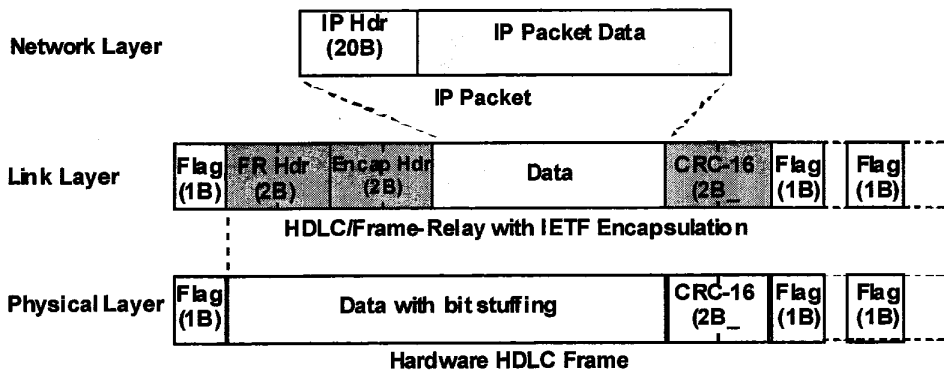 Network Layer
IP Hdr
(20B)
IP Packet Data
IP Packet
Link Layer
Flag
(1B)
FR Hdr
(2B)
Encap Hdr
(2B)
Data
CRC-16
(2B_
Flag
(1B)
Flag
(1B)
HDLC/Frame-Relay with IETF Encapsulation
Physical Layer
Flag
(1B)
Data with bit stuffing
CRC-16
(2B_
Flag
(1B)
Flag
(1B)
Hardware HDLC Frame